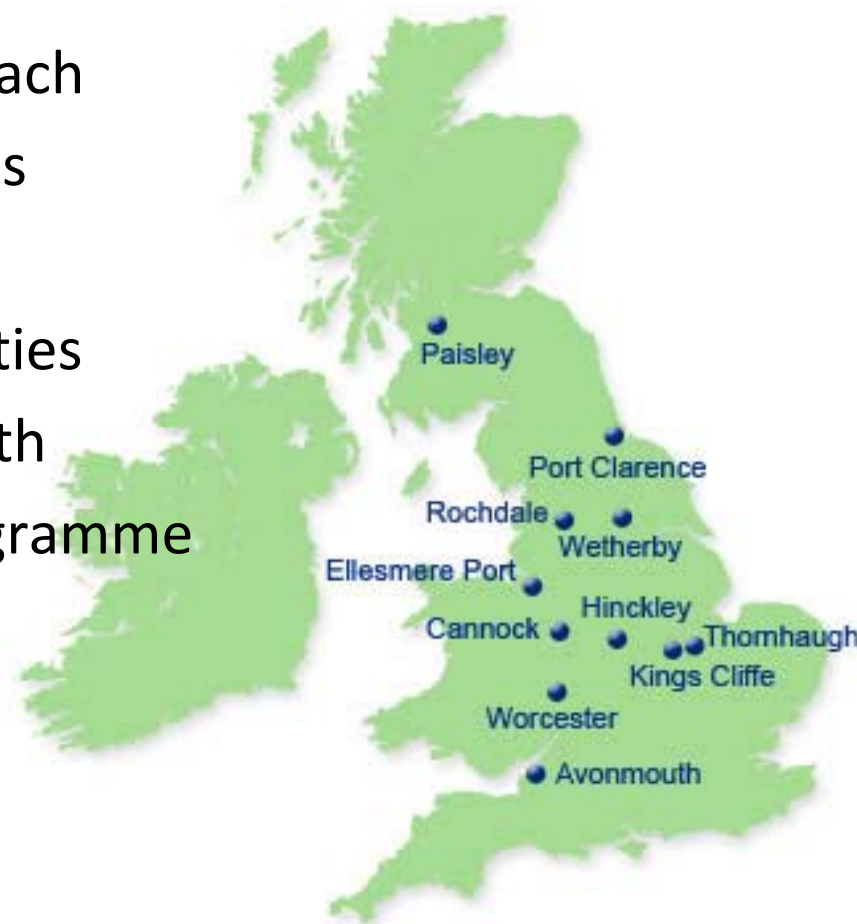 ach
s
ties
th
gramme
Paisley
Port Clarence
Rochdale
Wetherby
Ellesmere Port
Hinckley
Cannock
Thornhaugh
Kings Cliffe
Worcester
Avonmouth